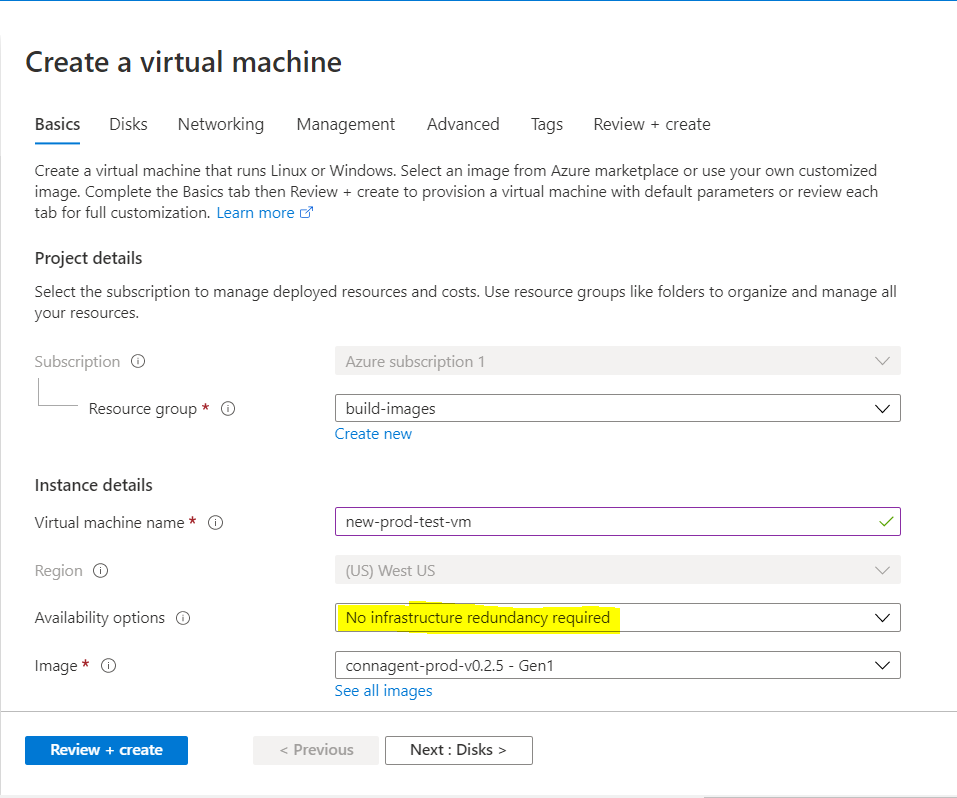 Create a virtual machine
Basics Disks Networking Management Advanced Tags Review + create
Create a virtual machine that runs Linux or Windows. Select an image from Azure marketplace or use your own customized
image. Complete the Basics tab then Review + create to provision a virtual machine with default parameters or review each
tab for full customization. Learn more
Project details
Select the subscription to manage deployed resources and costs. Use resource groups like folders to organize and manage all
your resources.
Subscription Azure subscription 1
Resource group * build-images
Create new
Instance details
Virtual machine name * new-prod-test-vm
Region (US) West US
Availability options No infrastructure redundancy required
Image * connagent-prod-v0.2.5 - Gen1
See all images
Review + create < Previous Next : Disks >